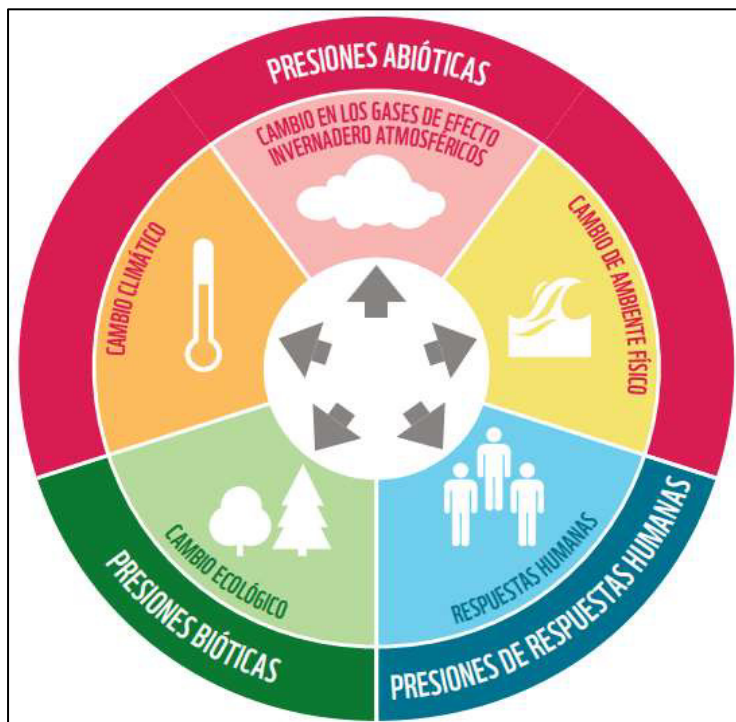 PRESIONES ABIÓTICAS
CAMBIO EN LOS GASES DE EFECTO
INVERNADERO ATMOSFÉRICOS
CAMBIO CLIMÁTICO
CAMBIO DE AMBIENTE FÍSICO
CAMBIO ECOLÓGICO
RESPUESTAS HUMANAS
PRESIONES BIÓTICAS
PRESIONES DE RESPUESTAS HUMANAS